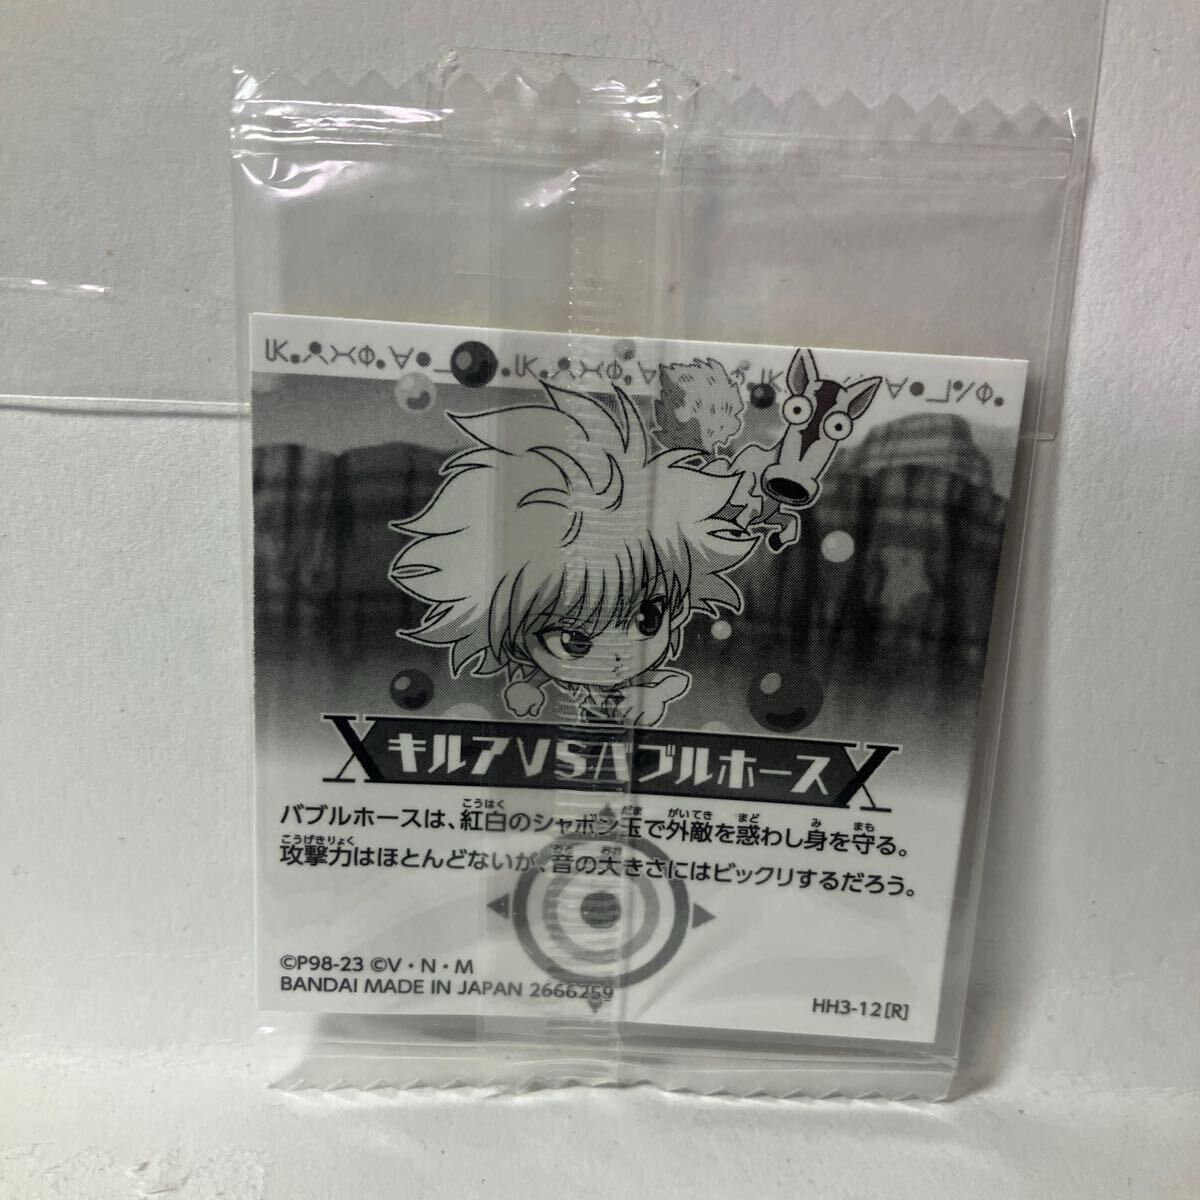 キルアVSバブルホース
バブルホースは、紅白のシャボン玉で外敵を惑わし身を守る。
攻撃力はほとんどないが、音の大きさにはビックリするだろう。
©P98-23 ©V・N・M
BANDAI MADE IN JAPAN 2666259
HH3-12[R]